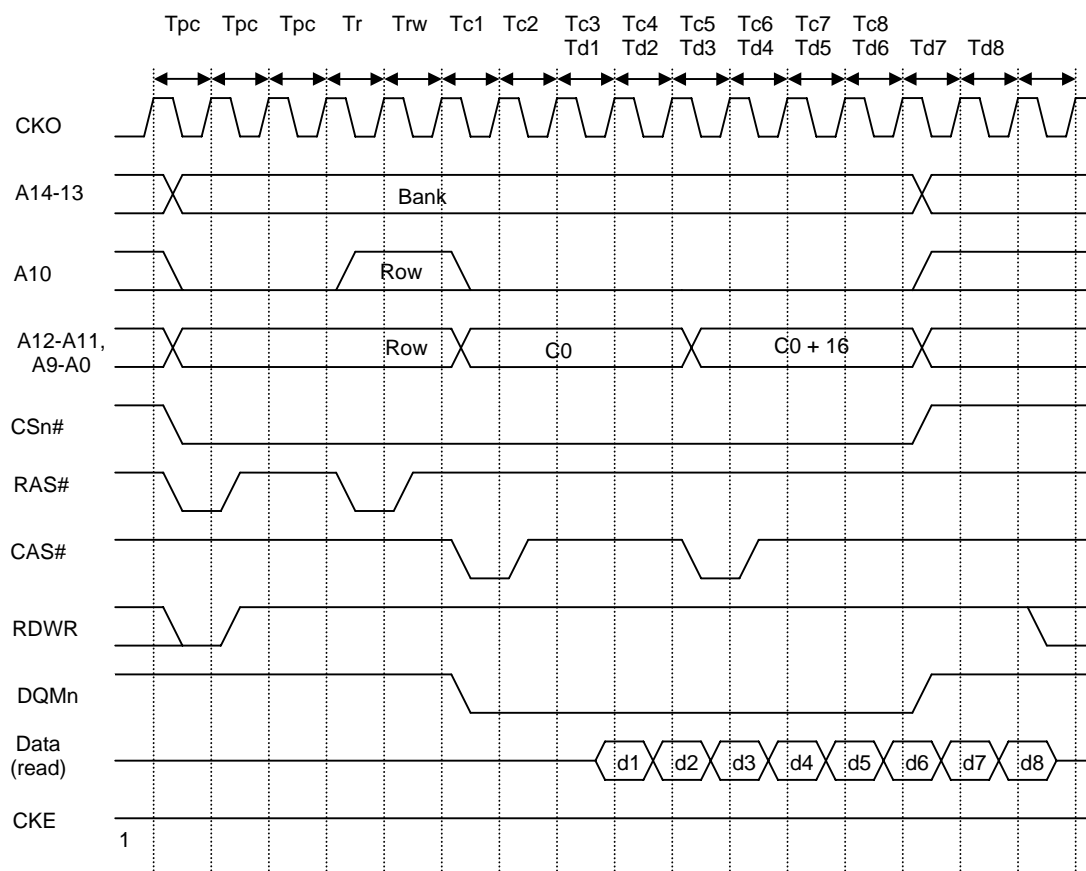 Tpc Tpc Tpc Tr Trw Tc1 Tc2 Tc3 Tc4 Tc5 Tc6 Tc7 Tc8
Td1 Td2 Td3 Td4 Td5 Td6 Td7 Td8
CKO
A14-13
Bank
A10
Row
A12-A11,
A9-A0
Row
C0
C0 + 16
CSn#
RAS#
CAS#
RDWR
DQMn
Data
(read)
d1 d2 d3 d4 d5 d6 d7 d8
CKE
1